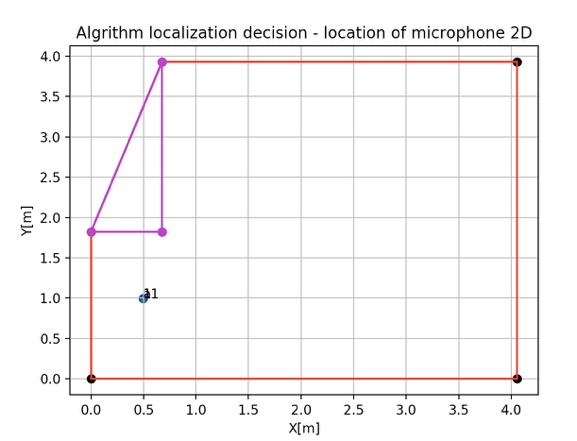 Algrithm localization decision - location of microphone 2D
Y[m]
4.0
3.5
3.0
2.5
2.0
1.5
1.0
0.5
0.0
0.0 0.5 1.0 1.5 2.0 2.5 3.0 3.5 4.0
X[m]